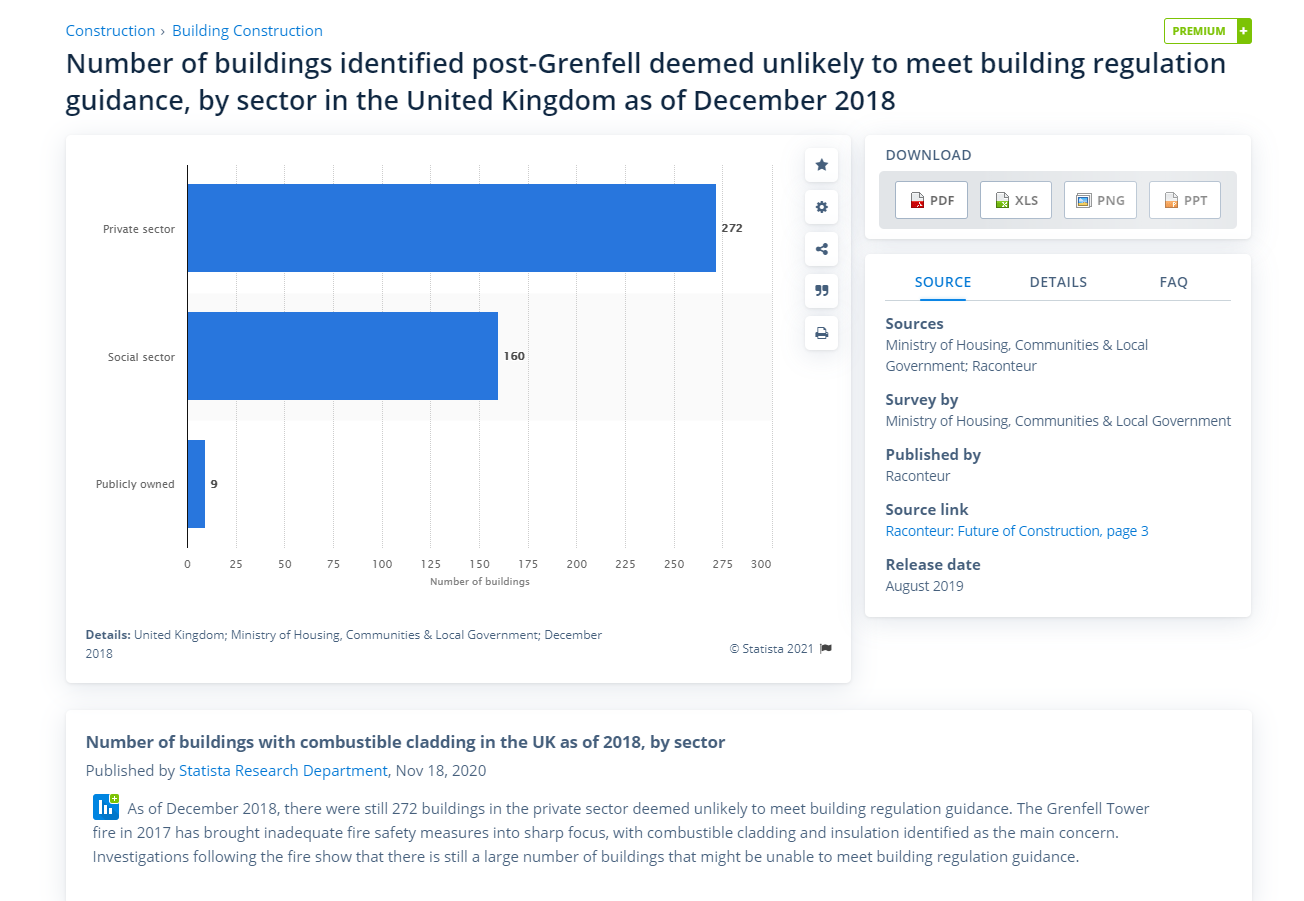 Construction › Building Construction
PREMIUM +
Number of buildings identified post-Grenfell deemed unlikely to meet building regulation
guidance, by sector in the United Kingdom as of December 2018
Private sector
272
Social sector
160
Publicly owned
9
0 25 50 75 100 125 150 175 200 225 250 275 300
Number of buildings
Details: United Kingdom; Ministry of Housing, Communities & Local Government; December
2018
© Statista 2021
DOWNLOAD
PDF XLS PNG PPT
SOURCE DETAILS FAQ
Sources
Ministry of Housing, Communities & Local
Government; Raconteur
Survey by
Ministry of Housing, Communities & Local Government
Published by
Raconteur
Source link
Raconteur: Future of Construction, page 3
Release date
August 2019
Number of buildings with combustible cladding in the UK as of 2018, by sector
Published by Statista Research Department, Nov 18, 2020
As of December 2018, there were still 272 buildings in the private sector deemed unlikely to meet building regulation guidance. The Grenfell Tower
fire in 2017 has brought inadequate fire safety measures into sharp focus, with combustible cladding and insulation identified as the main concern.
Investigations following the fire show that there is still a large number of buildings that might be unable to meet building regulation guidance.